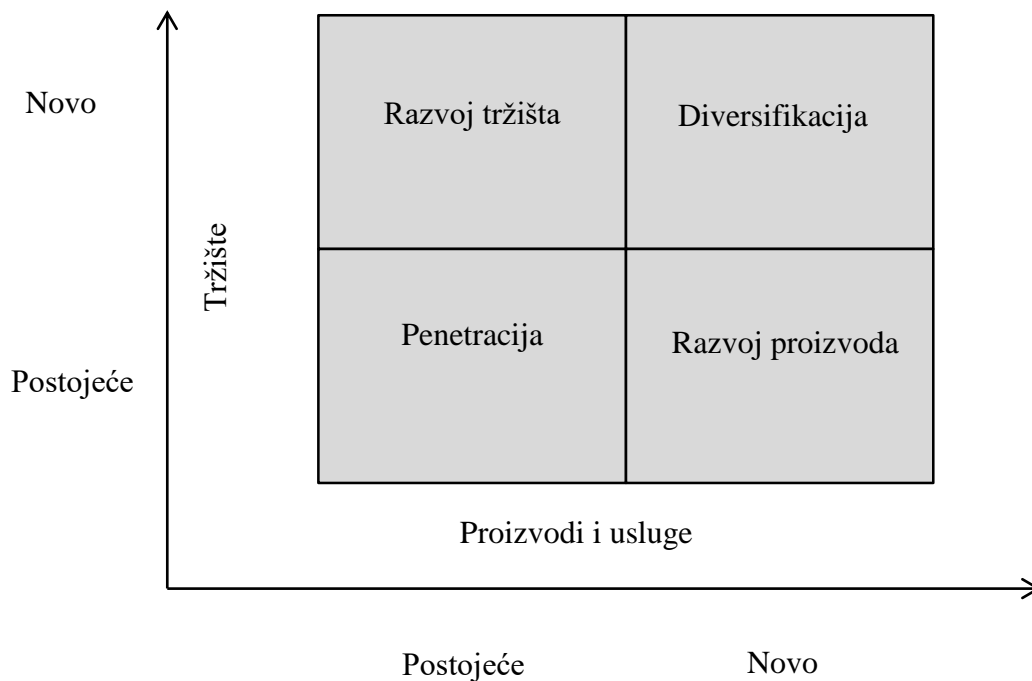 Novo
Razvoj tržišta
Diversifikacija
Tržište
Penetracija
Razvoj proizvoda
Postojeće
Proizvodi i usluge
Postojeće
Novo